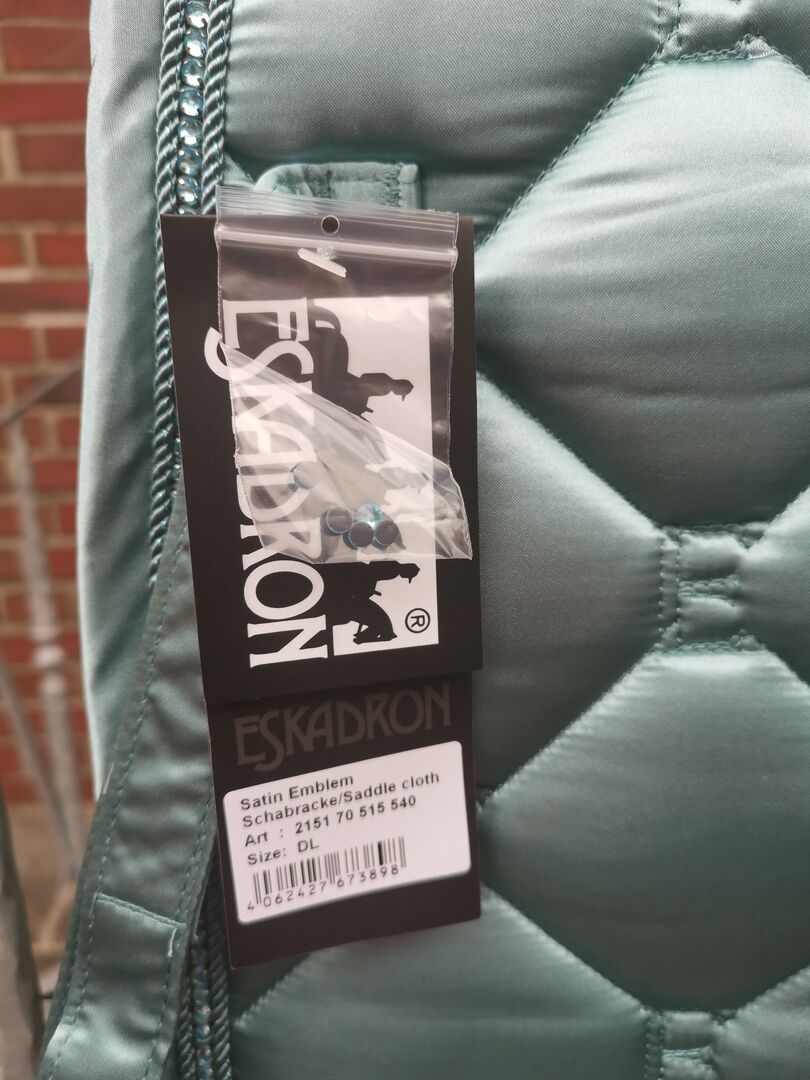 ESKADRON
®
ESKADRON
Satin Emblem
Schabracke/Saddle cloth
Art : 2151 70 515 540
Size: DL
4 062427 673898